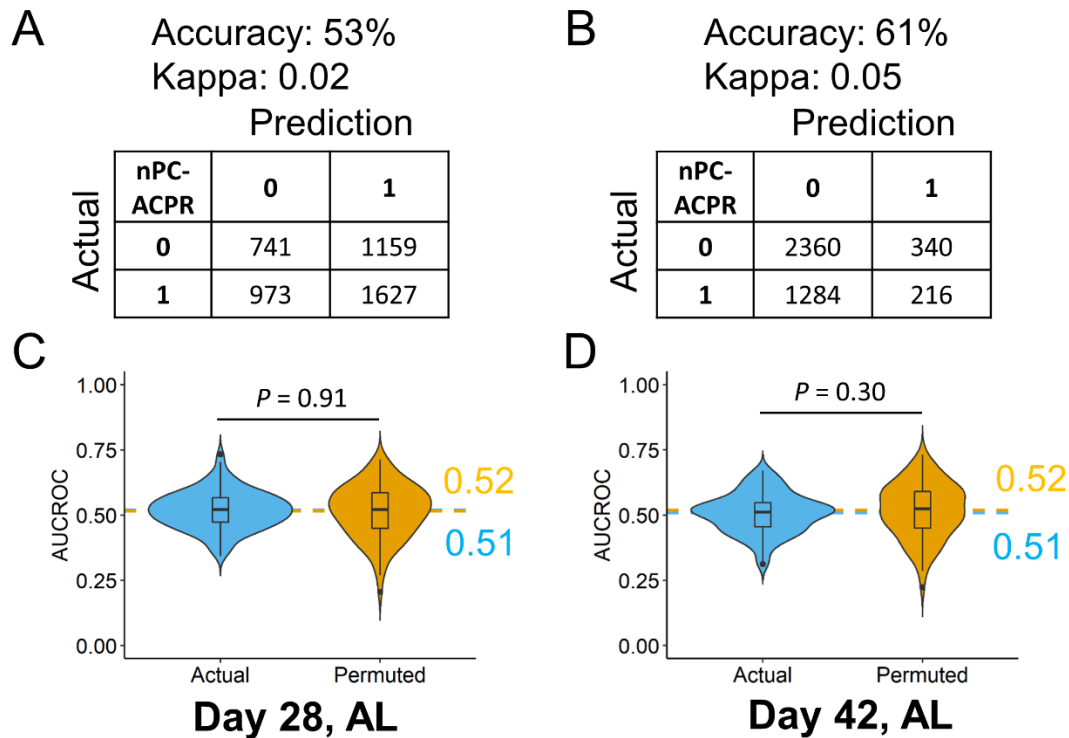 A
Accuracy: 53%
Kappa: 0.02
Prediction
Actual
nPC-
ACPR
0 1
0 741 1159
1 973 1627
B
Accuracy: 61%
Kappa: 0.05
Prediction
Actual
nPC-
ACPR
0 1
0 2360 340
1 1284 216
C
AUCROC
1.00
0.75
0.50
0.25
0.00
P = 0.91
0.52
0.51
Actual Permuted
Day 28, AL
D
AUCROC
1.00
0.75
0.50
0.25
0.00
P = 0.30
0.52
0.51
Actual Permuted
Day 42, AL